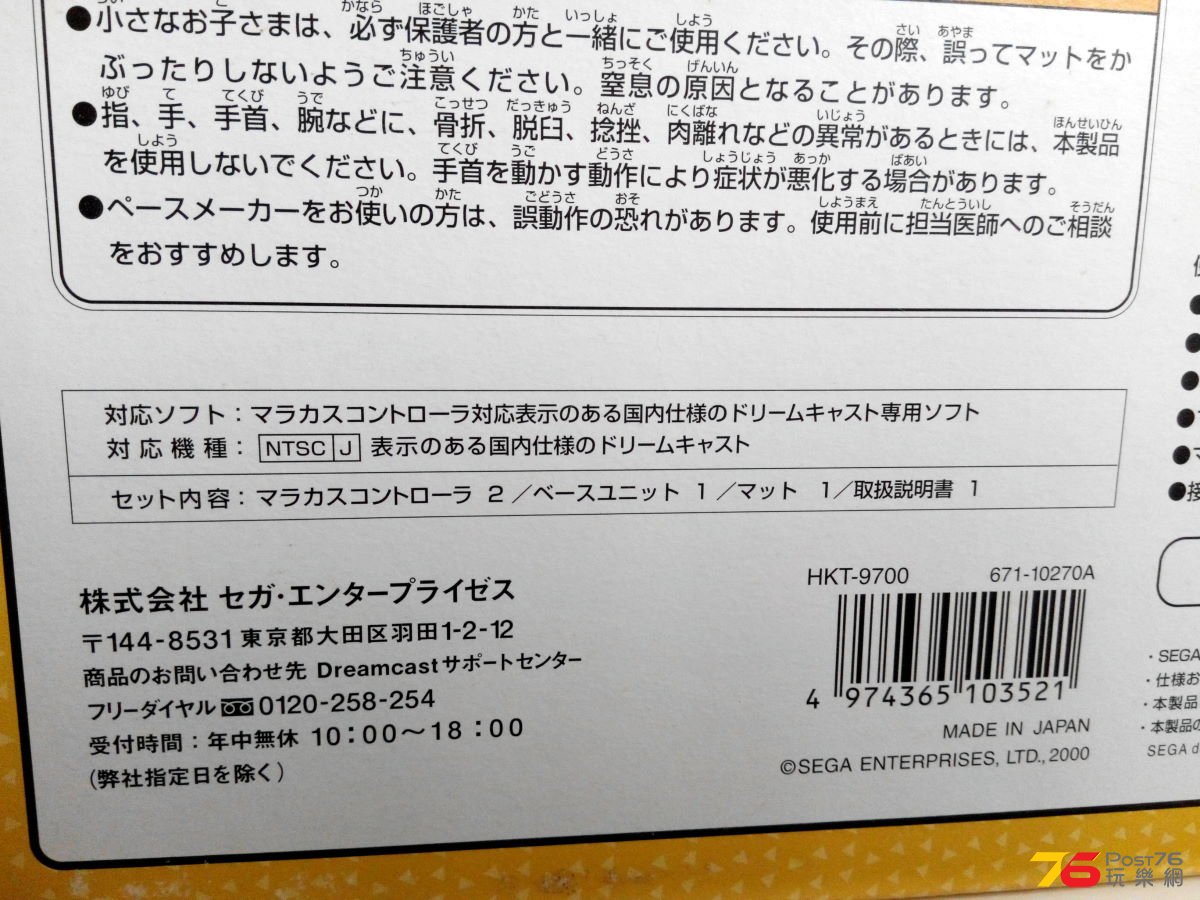 ●小さなお子さまは、必ず保護者の方と一緒にご使用ください。その際、誤ってマットをか
ぶったりしないようご注意ください。窒息の原因となることがあります。
●指、手、手首、腕などに、骨折、脱臼、捻挫、肉離れなどの異常があるときには、本製品
を使用しないでください。手首を動かす動作により症状が悪化する場合があります。
●ペースメーカーをお使いの方は、誤動作の恐れがあります。使用前に担当医師へのご相談
をおすすめします。
対応ソフト：マラカスコントローラ対応表示のある国内仕様のドリームキャスト専用ソフト
対応機種：NTSC J 表示のある国内仕様のドリームキャスト
セット内容：マラカスコントローラ 2／ベースユニット 1／マット 1／取扱説明書 1
株式会社 セガ・エンタープライゼス
〒144-8531 東京都大田区羽田1-2-12
商品のお問い合わせ先 Dreamcastサポートセンター
フリーダイヤル 0120-258-254
受付時間：年中無休 10：00～18：00
（弊社指定日を除く）
HKT-9700 671-10270A
4 974365 103521
MADE IN JAPAN
©SEGA ENTERPRISES, LTD., 2000
・SEGA
・仕様お
・本製品
・本製品の
SEGA d
76 POST76
玩樂網